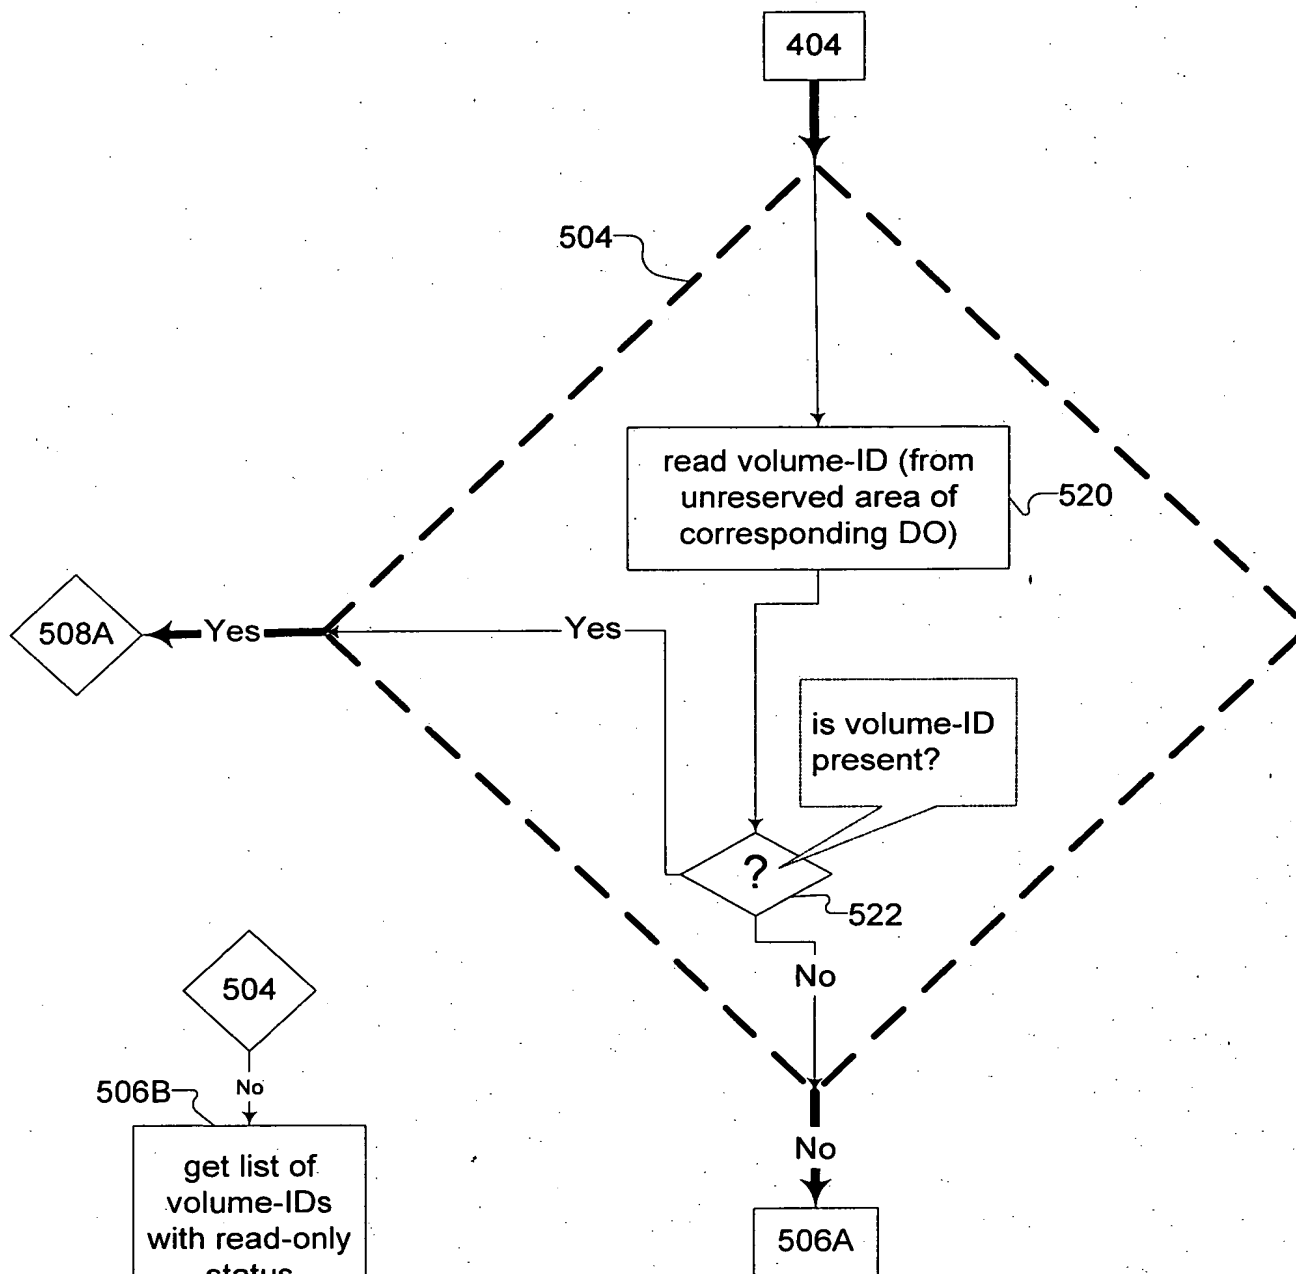 404
504
read volume-ID (from
unreserved area of
corresponding DO)
520
508A
Yes
Yes
is volume-ID
present?
?
522
No
504
No
506B
get list of
volume-IDs
with read-only
status
No
506A